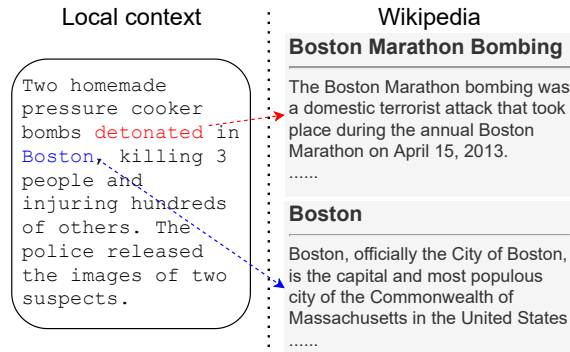 Local context
Two homemade
pressure cooker
bombs detonated in
Boston, killing 3
people and
injuring hundreds
of others. The
police released
the images of two
suspects.
Wikipedia
Boston Marathon Bombing
The Boston Marathon bombing was
a domestic terrorist attack that took
place during the annual Boston
Marathon on April 15, 2013.
......
Boston
Boston, officially the City of Boston,
is the capital and most populous
city of the Commonwealth of
Massachusetts in the United States
......